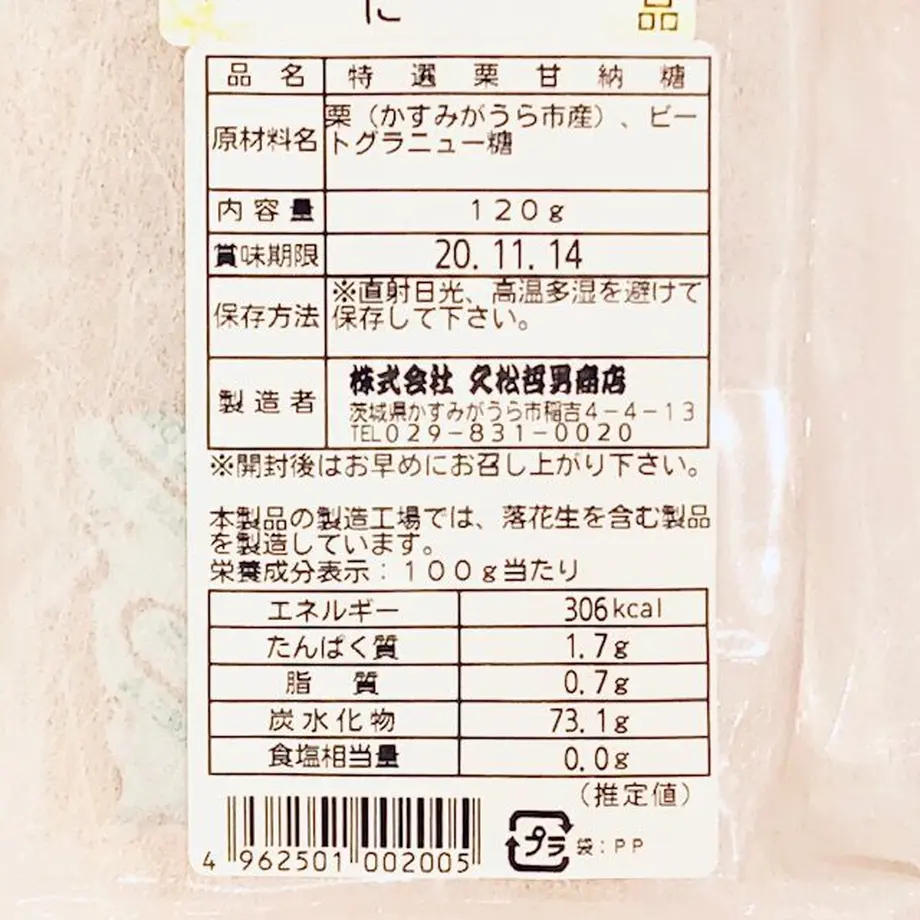 に
品
品名 特選栗甘納糖
原材料名 栗（かすみがうら市産）、ビー
トグラニュー糖
内容量 １２０ｇ
賞味期限 20.11.14
保存方法 ※直射日光、高温多湿を避けて
保存して下さい。
製造者 株式会社 久松哲男商店
茨城県かすみがうら市稲吉４－４－１３
TEL０２９－８３１－００２０
※開封後はお早めにお召し上がり下さい。
本製品の製造工場では、落花生を含む製品
を製造しています。
栄養成分表示：１００ｇ当たり
エネルギー 306kcal
たんぱく質 1.7g
脂質 0.7g
炭水化物 73.1g
食塩相当量 0.0g
（推定値）
4 962501 002005
プラ 袋：ＰＰ